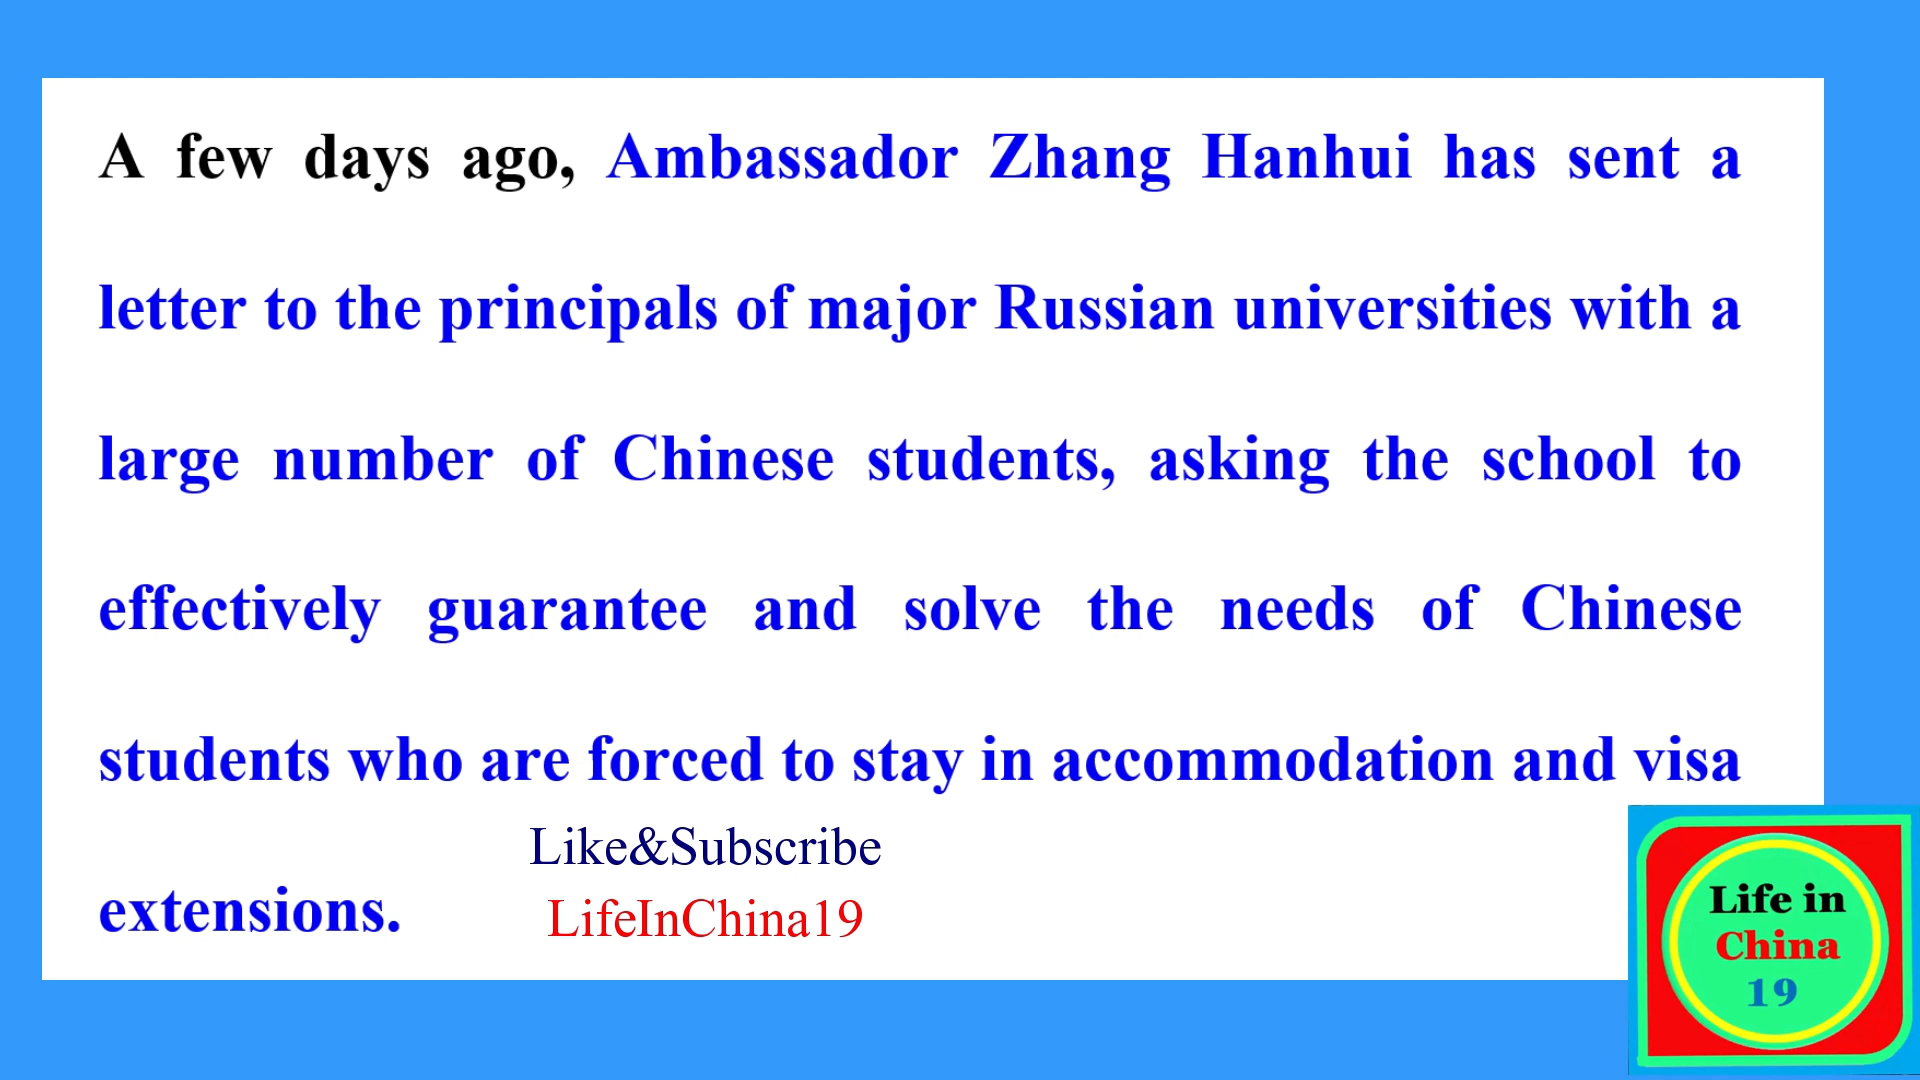 A few days ago, Ambassador Zhang Hanhui has sent a
letter to the principals of major Russian universities with a
large number of Chinese students, asking the school to
effectively guarantee and solve the needs of Chinese
students who are forced to stay in accommodation and visa
extensions.
Like&Subscribe
LifeInChina19
Life in
China
19